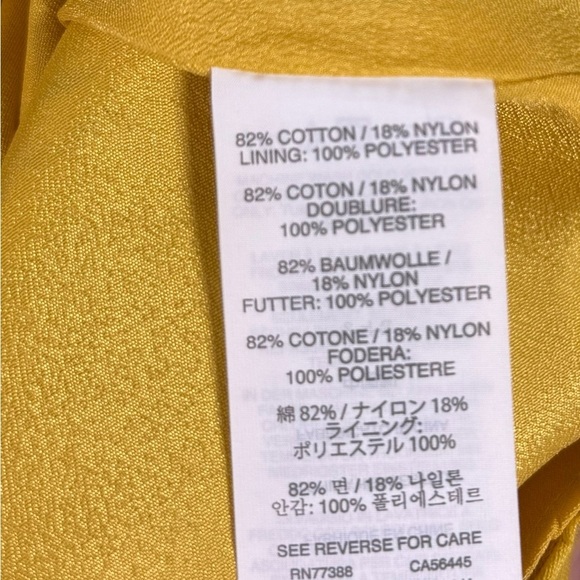 82% COTTON / 18% NYLON
LINING: 100% POLYESTER
82% COTON / 18% NYLON
DOUBLURE:
100% POLYESTER
82% BAUMWOLLE /
18% NYLON
FUTTER: 100% POLYESTER
82% COTONE / 18% NYLON
FODERA:
100% POLIESTERE
綿 82% / ナイロン 18%
ライニング:
ポリエステル 100%
82% 면 / 18% 나일론
안감: 100% 폴리에스테르
SEE REVERSE FOR CARE
RN77388 CA56445